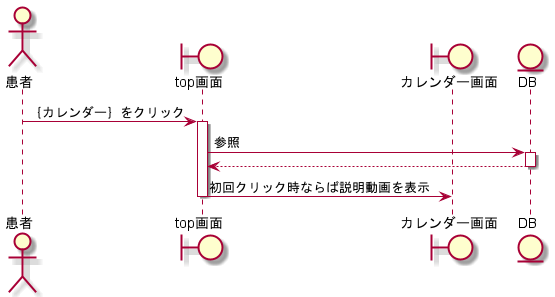 患者
top画面
カレンダー画面
DB
{カレンダー} をクリック
参照
初回クリック時ならば説明動画を表示
患者
top画面
カレンダー画面
DB